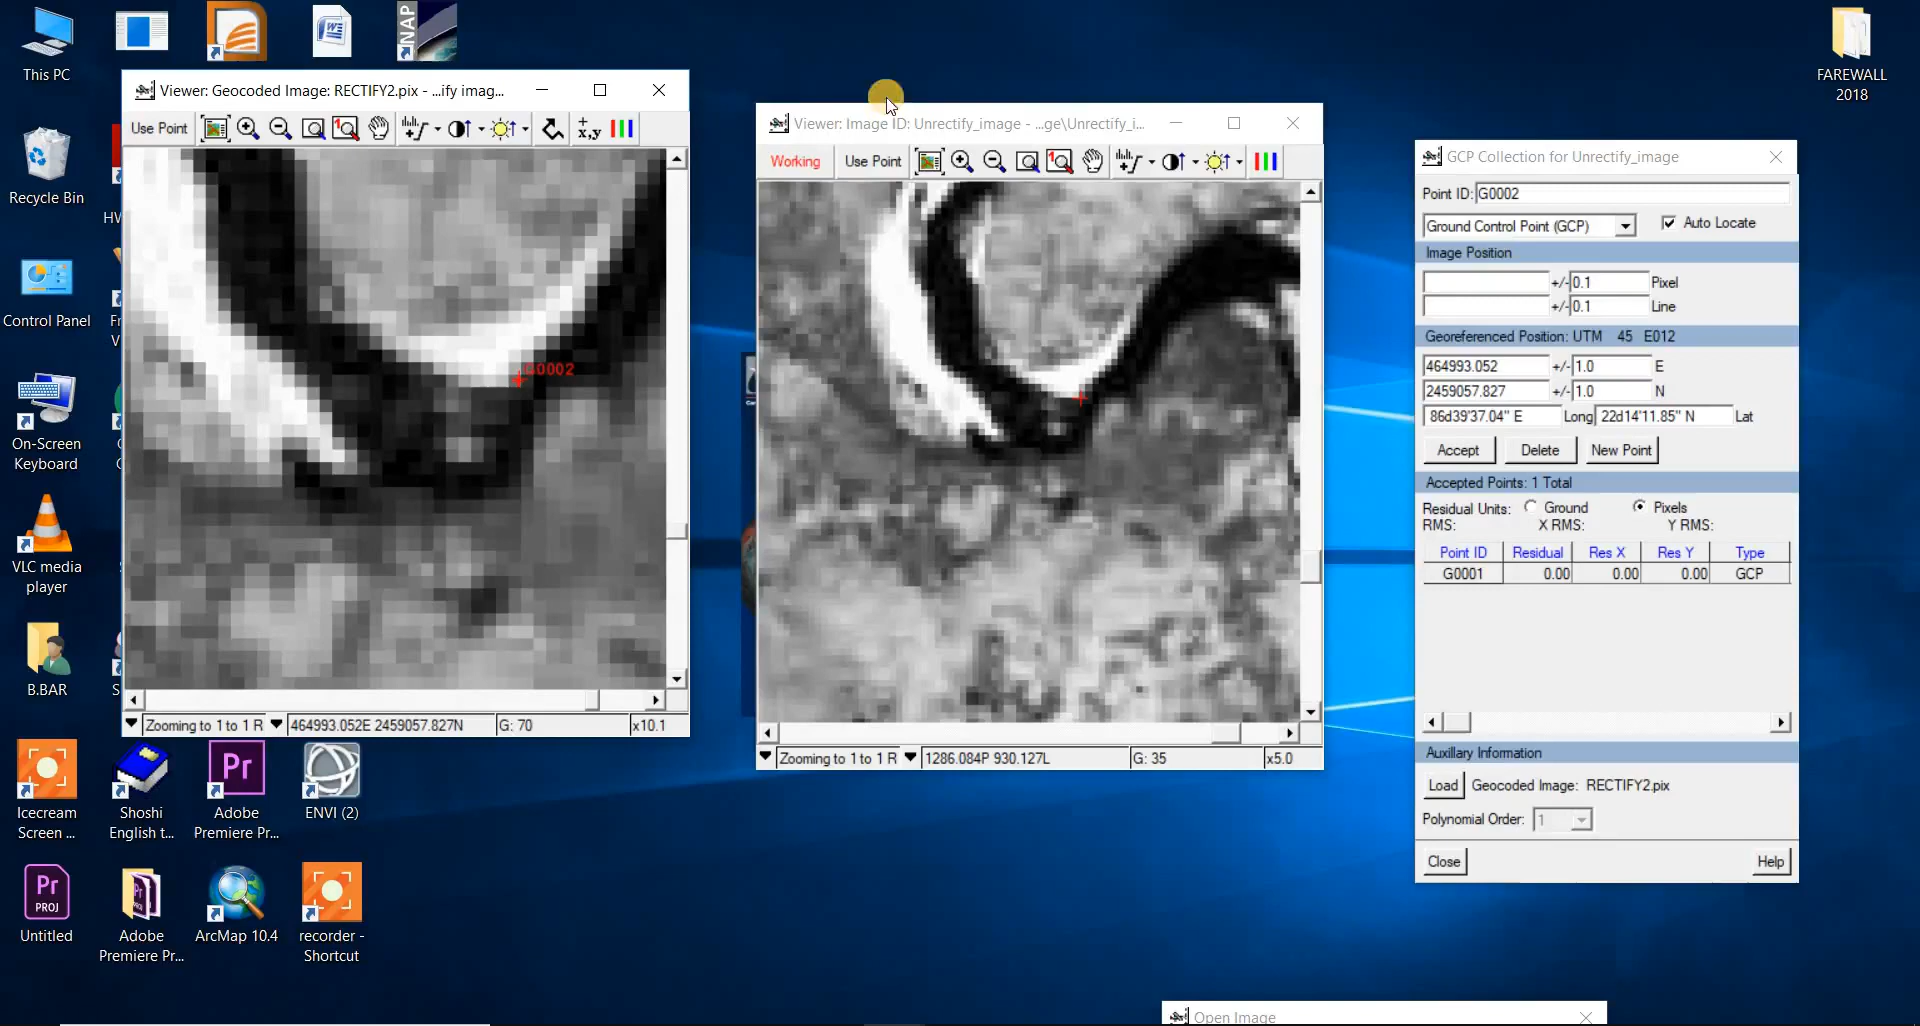 This PC
Recycle Bin
Control Panel
On-Screen
Keyboard
VLC media
player
B.BAR
Icecream
Screen ...
Untitled
Shoshi
English t...
Adobe
Premiere Pr...
Adobe
Premiere Pr...
ENVI (2)
ArcMap 10.4
recorder -
Shortcut
FAREWALL
2018
Viewer: Geocoded Image: RECTIFY2.pix - ...ify imag...
Use Point
G0002
Zooming to 1 to 1 R
464993.052E 2459057.827N
G: 70
x10.1
Viewer: Image ID: Unrectify_image - ...ge\Unrectify_i...
Working
Use Point
Zooming to 1 to 1 R
1286.084P 930.127L
G: 35
x5.0
GCP Collection for Unrectify_image
Point ID: G0002
Ground Control Point (GCP)
Auto Locate
Image Position
+/- 0.1 Pixel
+/- 0.1 Line
Georeferenced Position: UTM 45 E012
464993.052 +/- 1.0 E
2459057.827 +/- 1.0 N
86d39'37.04" E Long 22d14'11.85" N Lat
Accept Delete New Point
Accepted Points: 1 Total
Residual Units: Ground Pixels
RMS: X RMS: Y RMS:
Point ID Residual Res X Res Y Type
G0001 0.00 0.00 0.00 GCP
Auxillary Information
Load Geocoded Image: RECTIFY2.pix
Polynomial Order: 1
Close Help
Open Image